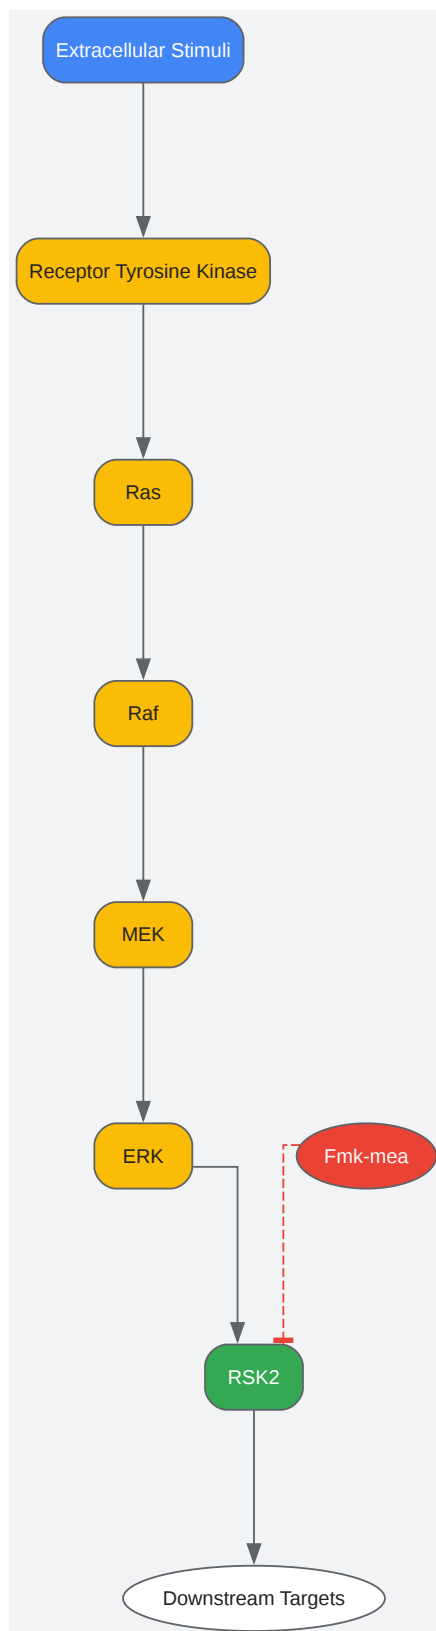 Extracellular Stimuli
Receptor Tyrosine Kinase
Ras
Raf
MEK
ERK
Fmk-mea
RSK2
Downstream Targets